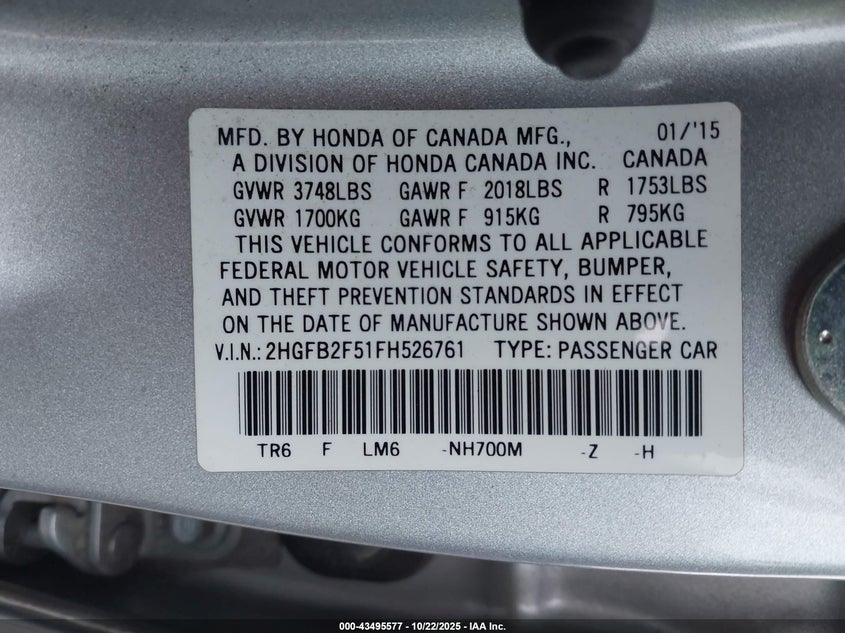 MFD. BY HONDA OF CANADA MFG., 01/'15
A DIVISION OF HONDA CANADA INC. CANADA
GVWR 3748LBS GAWR F 2018LBS R 1753LBS
GVWR 1700KG GAWR F 915KG R 795KG
THIS VEHICLE CONFORMS TO ALL APPLICABLE
FEDERAL MOTOR VEHICLE SAFETY, BUMPER,
AND THEFT PREVENTION STANDARDS IN EFFECT
ON THE DATE OF MANUFACTURE SHOWN ABOVE.
V.I.N.: 2HGFB2F51FH526761 TYPE: PASSENGER CAR
TR6 F LM6 -NH700M -Z -H
000-43495577 - 10/22/2025 - IAA Inc.